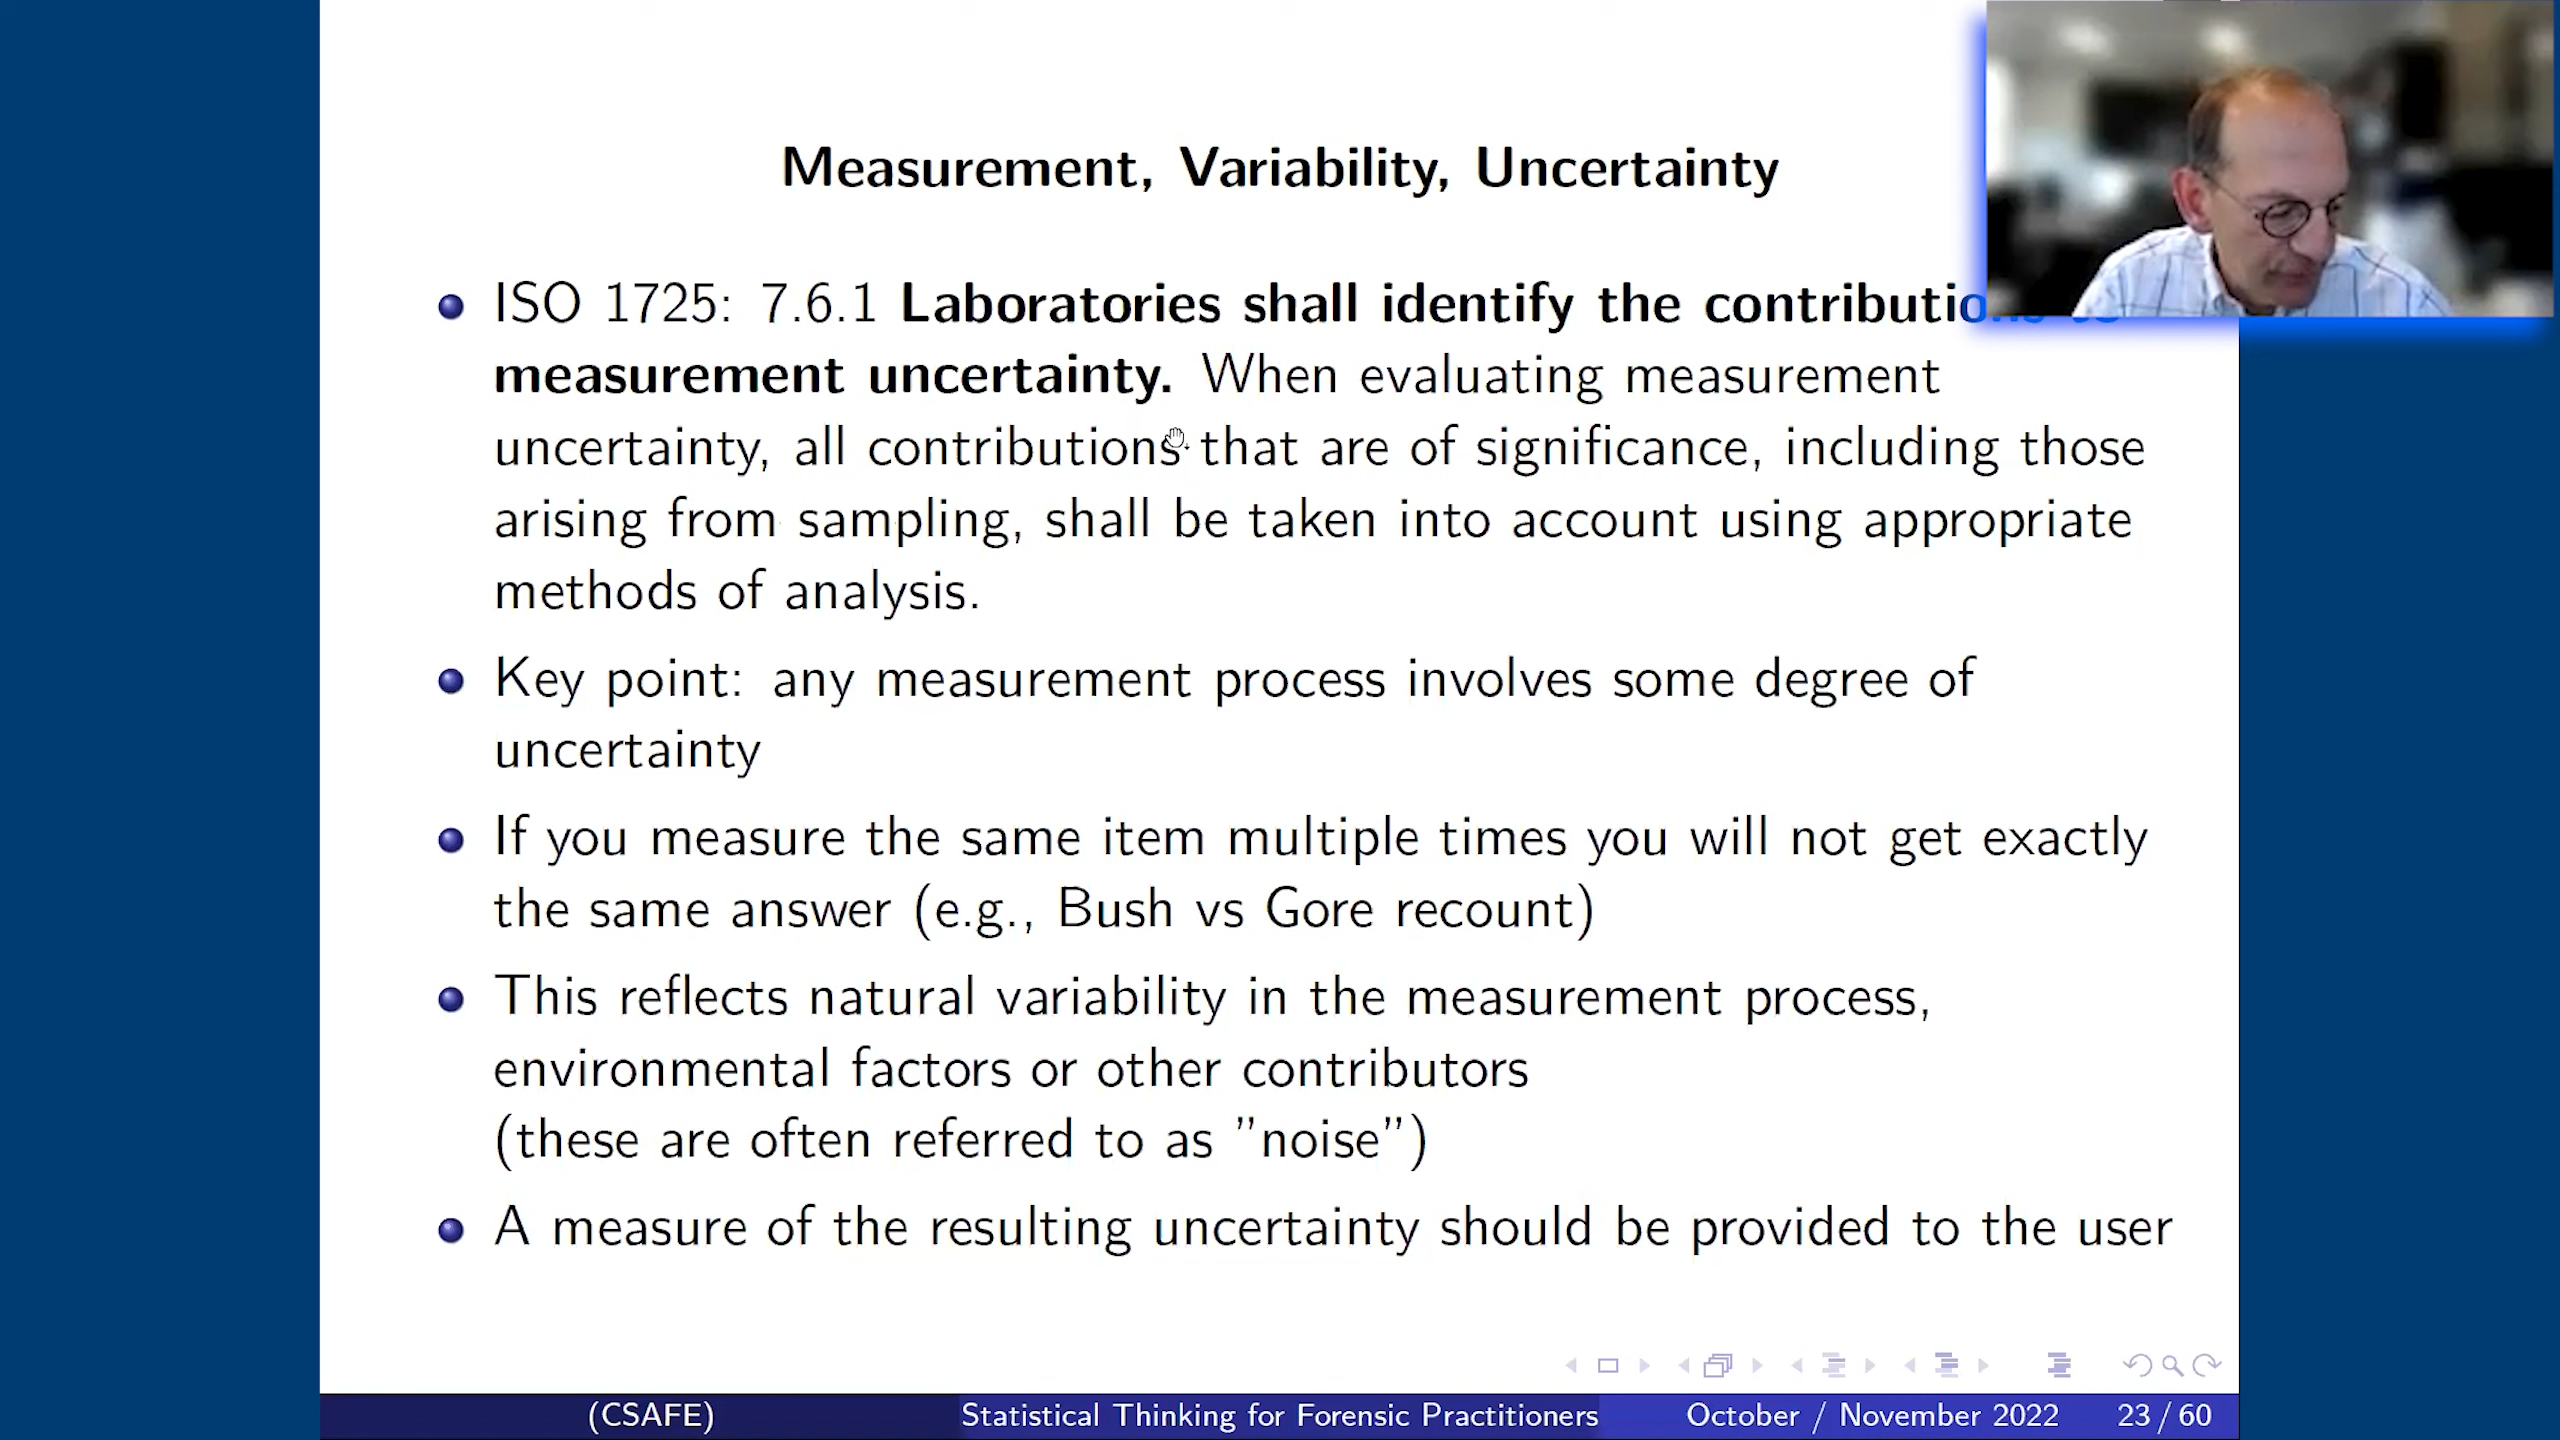 Measurement, Variability, Uncertainty
ISO 1725: 7.6.1 Laboratories shall identify the
measurement uncertainty. When evaluating measurement
uncertainty, all contributions that are of significance, including those
arising from sampling, shall be taken into account using appropriate
methods of analysis.
Key point: any measurement process involves some degree of
uncertainty
If you measure the same item multiple times you will not get exactly
the same answer (e.g., Bush vs Gore recount)
This reflects natural variability in the measurement process,
environmental factors or other contributors
(these are often referred to as ”noise”)
A measure of the resulting uncertainty should be provided to the user
(CSAFE) Statistical Thinking for Forensic Practitioners October / November 2022 23 / 60